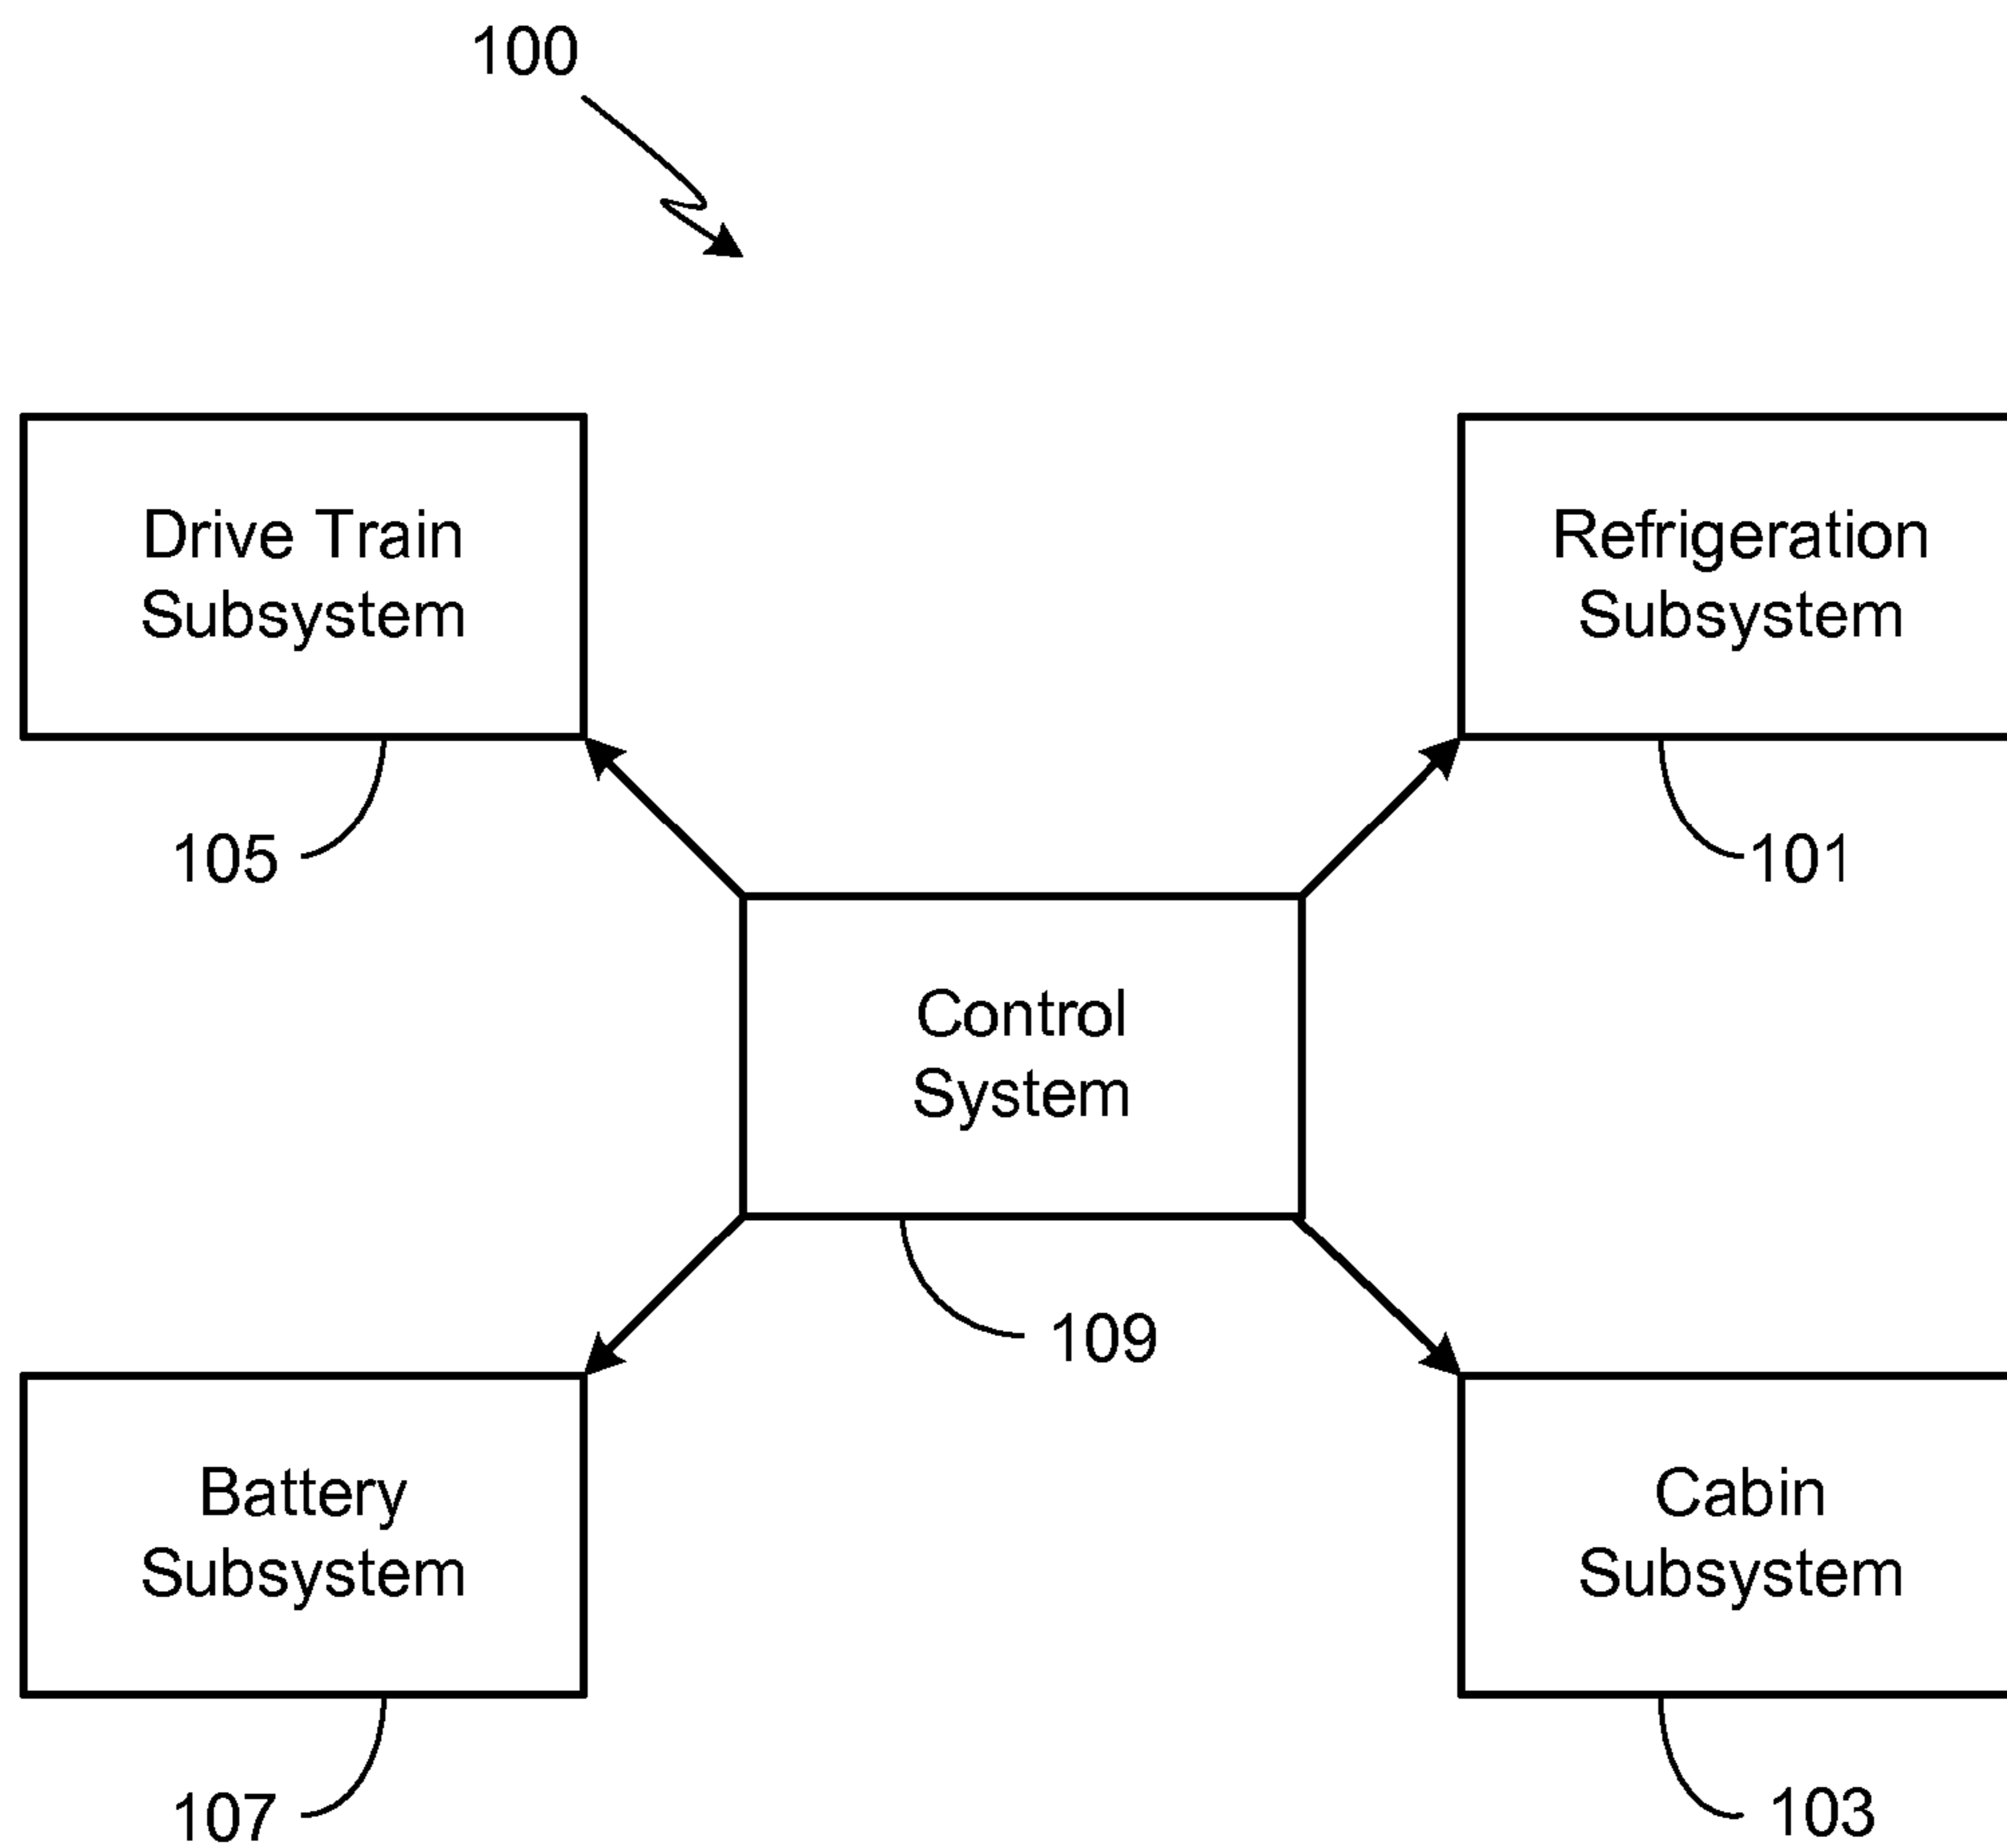 100
Drive Train
Subsystem
Refrigeration
Subsystem
105
101
Control
System
109
Battery
Subsystem
Cabin
Subsystem
107
103